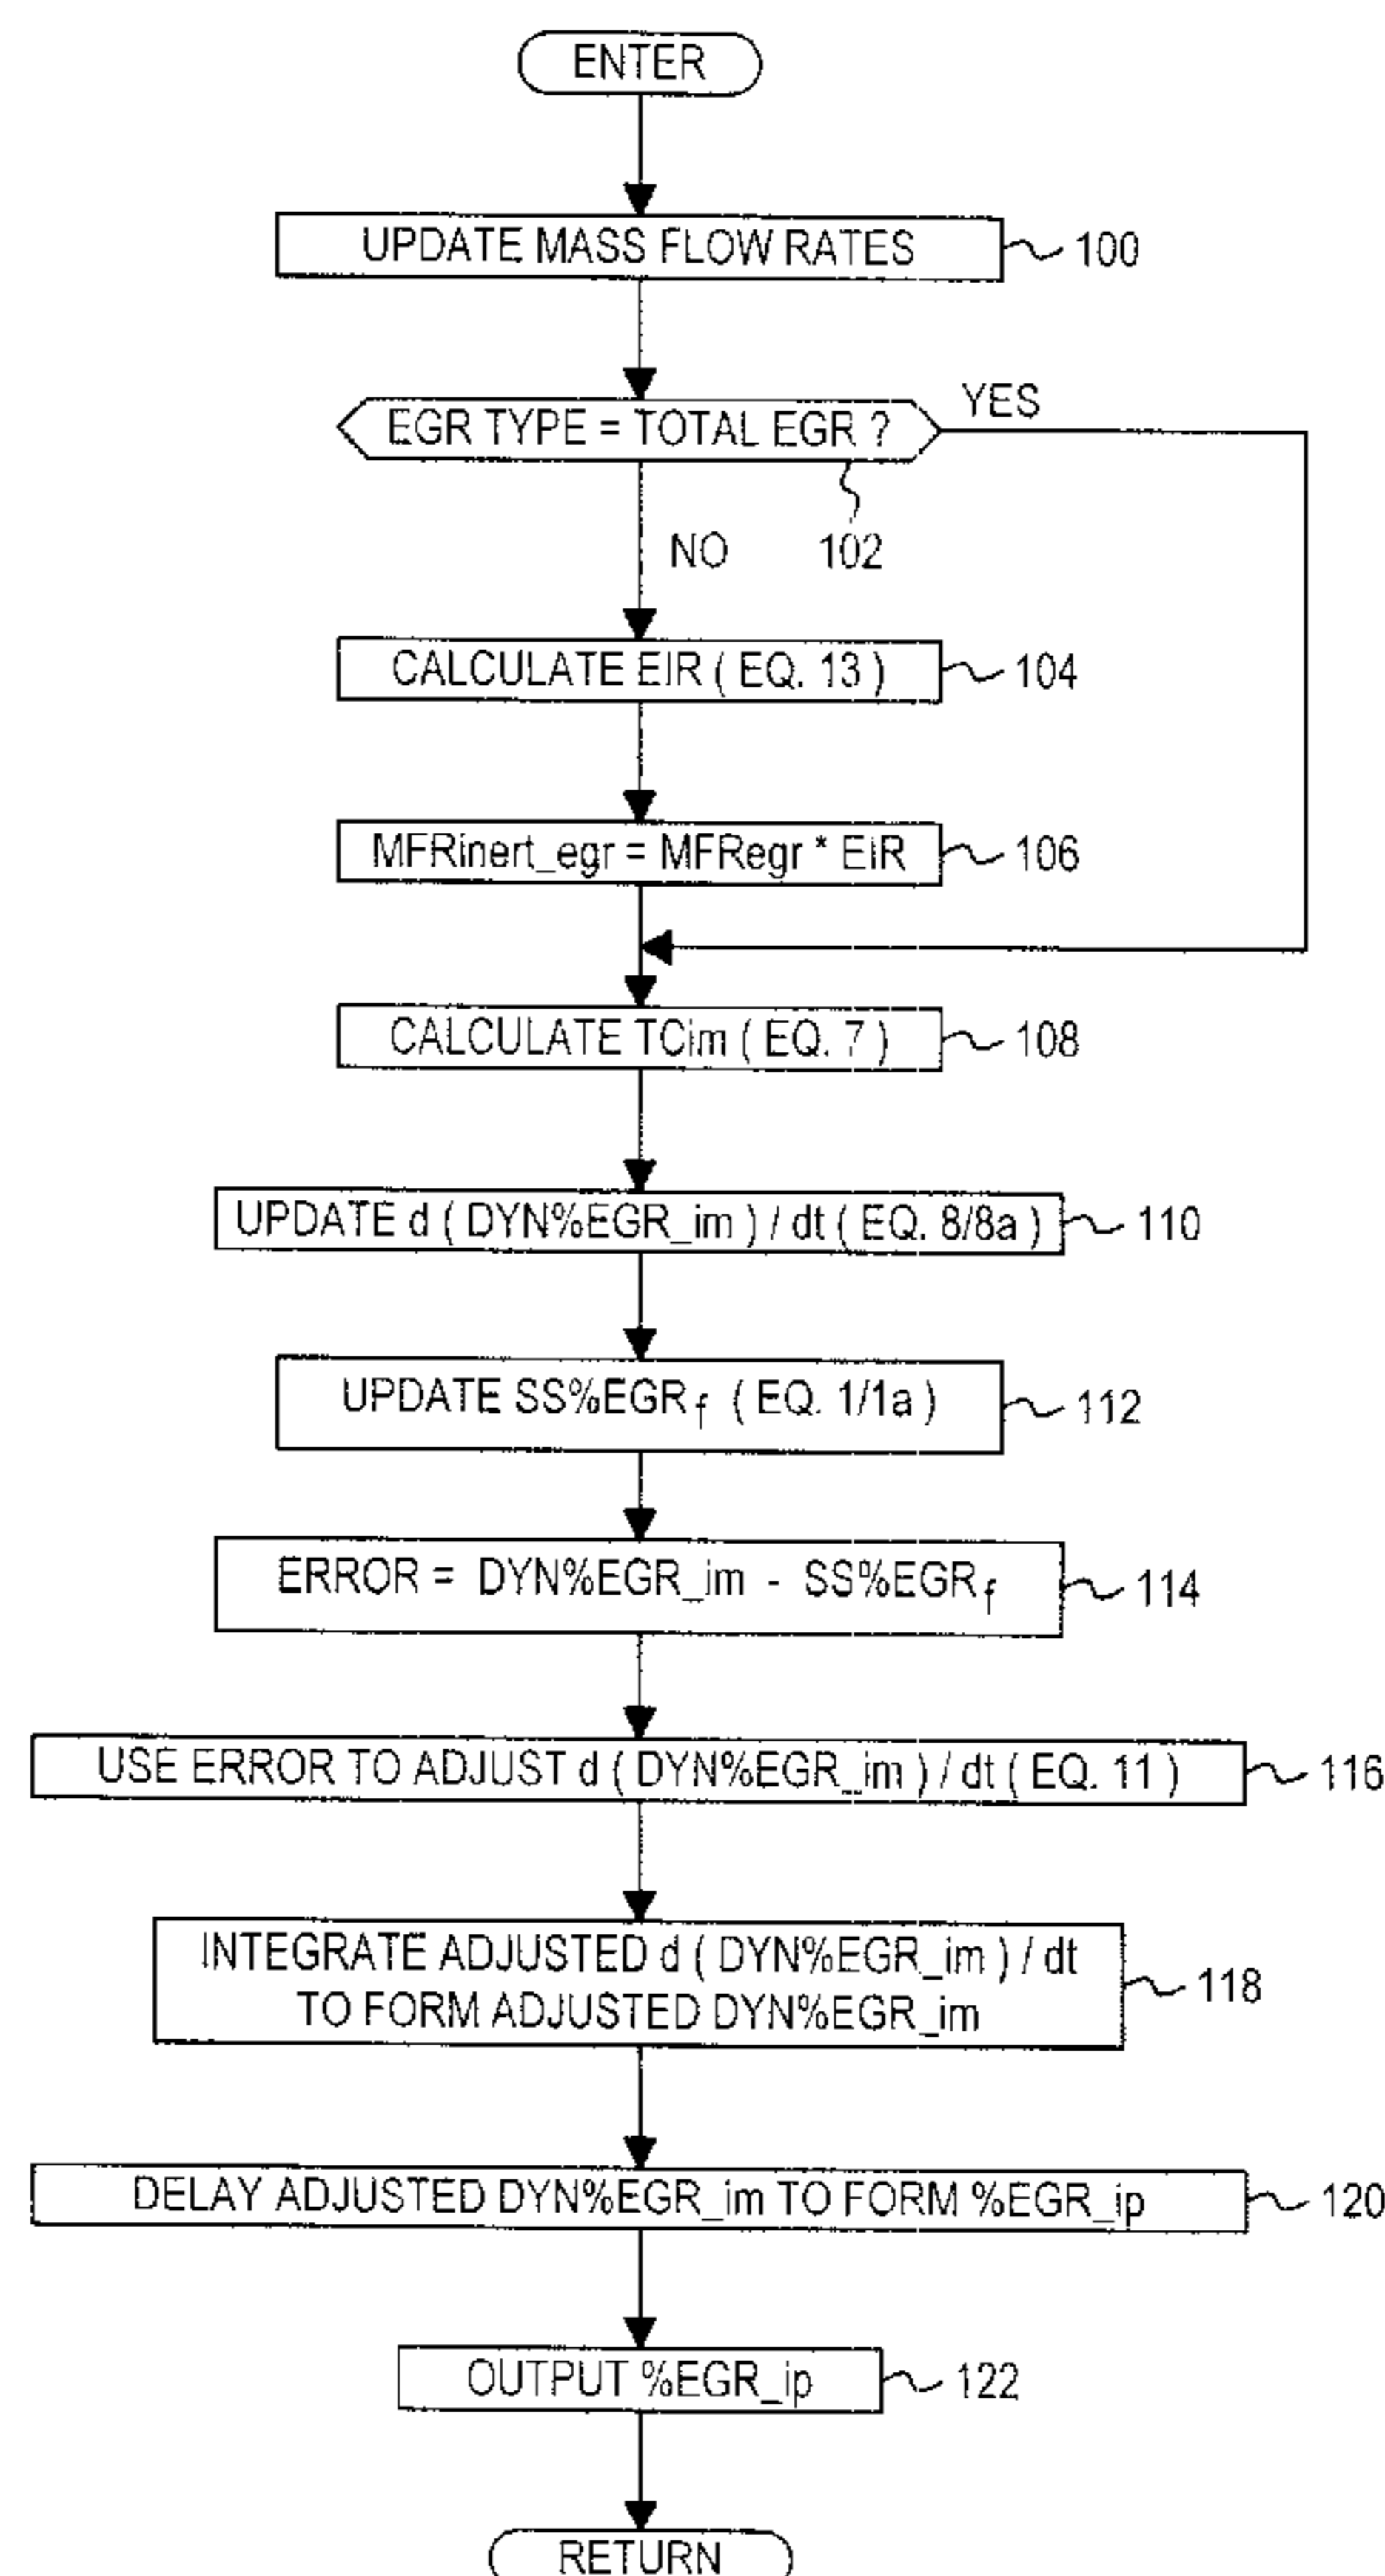 ENTER
UPDATE MASS FLOW RATES
100
EGR TYPE = TOTAL EGR ?
YES
NO
102
CALCULATE EIR ( EQ. 13 )
104
MFRinert_egr = MFRegr * EIR
106
CALCULATE TCim ( EQ. 7 )
108
UPDATE d ( DYN%EGR_im ) / dt ( EQ. 8/8a )
110
UPDATE SS%EGRf ( EQ. 1/1a )
112
ERROR = DYN%EGR_im - SS%EGRf
114
USE ERROR TO ADJUST d ( DYN%EGR_im ) / dt ( EQ. 11 )
116
INTEGRATE ADJUSTED d ( DYN%EGR_im ) / dt
TO FORM ADJUSTED DYN%EGR_im
118
DELAY ADJUSTED DYN%EGR_im TO FORM %EGR_ip
120
OUTPUT %EGR_ip
122
RETURN